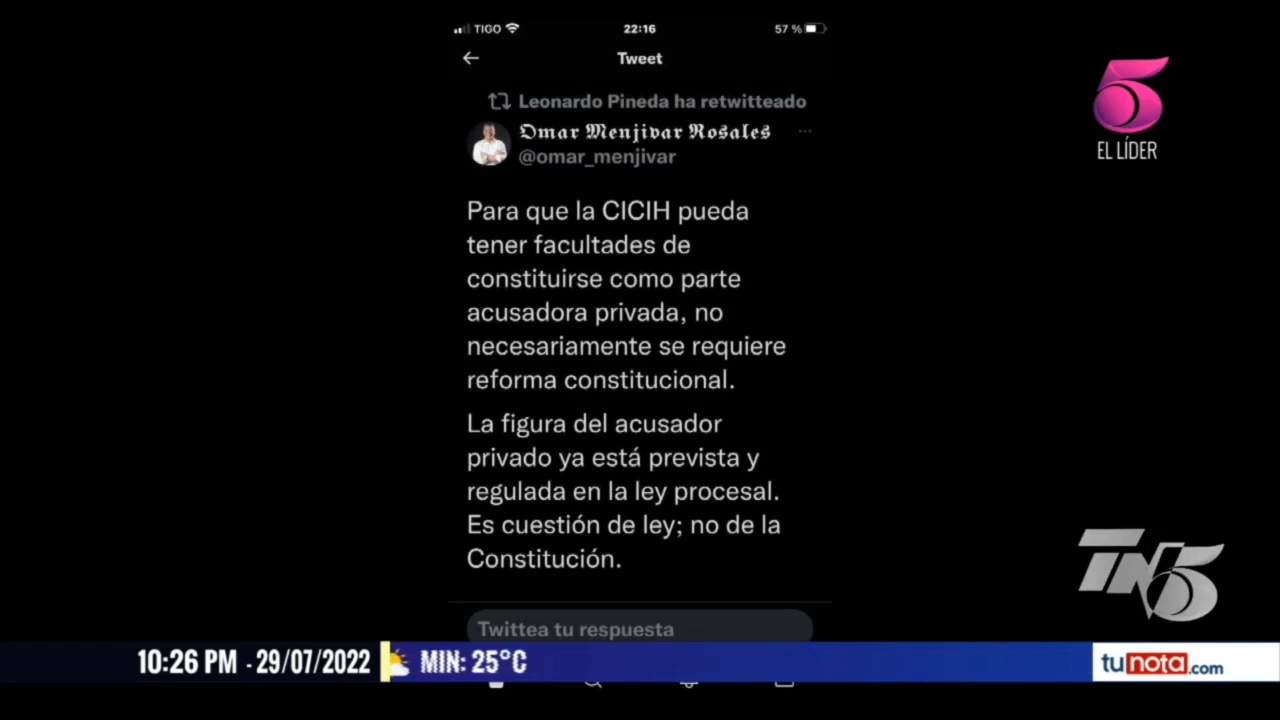 TIGO 22:16 57 %
Tweet
Leonardo Pineda ha retwitteado
Omar Menjivar Rosales
@omar_menjivar
Para que la CICIH pueda
tener facultades de
constituirse como parte
acusadora privada, no
necesariamente se requiere
reforma constitucional.
La figura del acusador
privado ya está prevista y
regulada en la ley procesal.
Es cuestión de ley; no de la
Constitución.
Twittea tu respuesta
5
EL LÍDER
TN5
10:26 PM - 29/07/2022 MIN: 25°C
tunota.com